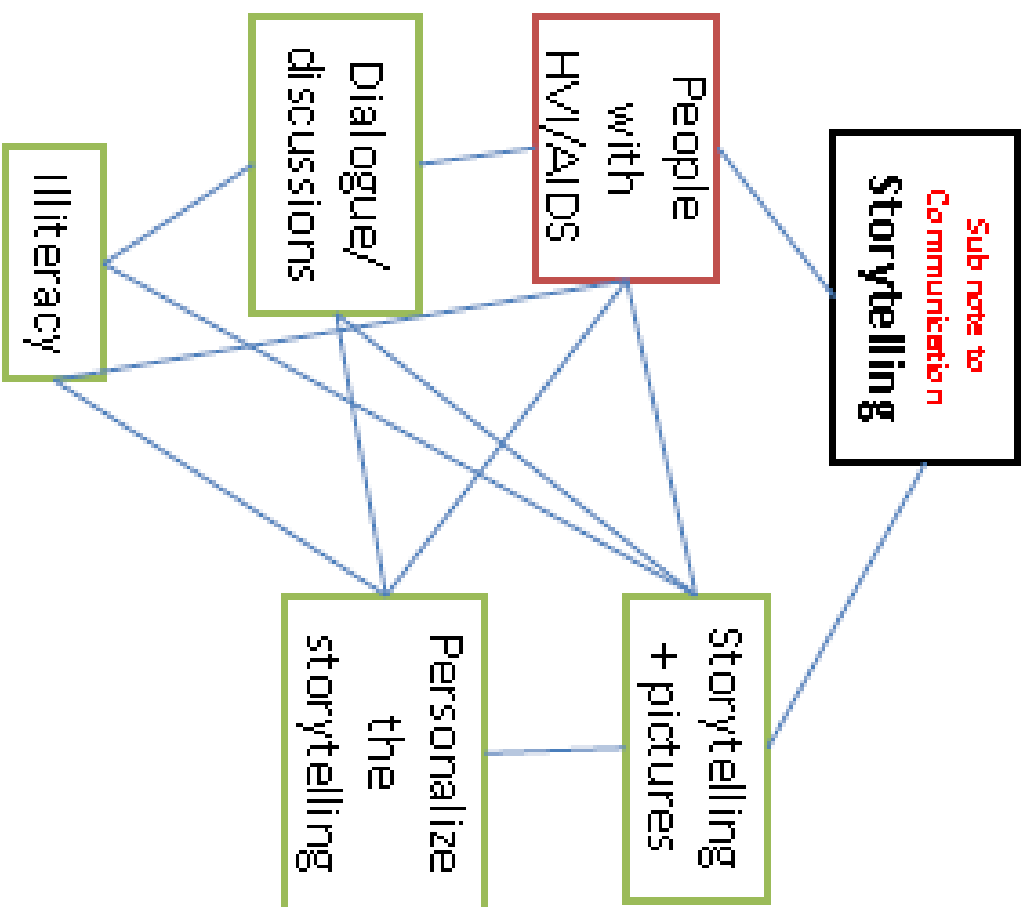 Sub note to
Communication
Storytelling
People
with
HVI/AIDS
Dialogue/
discussions
Illiteracy
Storytelling
+ pictures
Personalize
the
storytelling